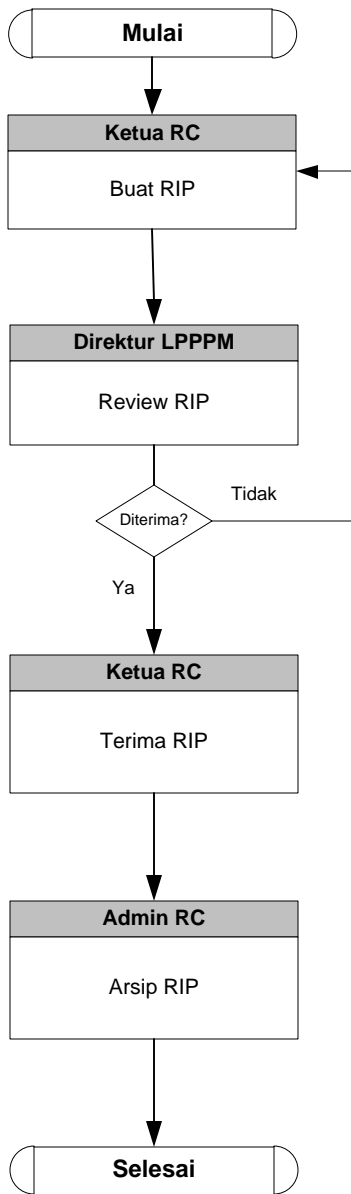 Mulai
Ketua RC
Buat RIP
Direktur LPPPM
Review RIP
Diterima?
Tidak
Ya
Ketua RC
Terima RIP
Admin RC
Arsip RIP
Selesai